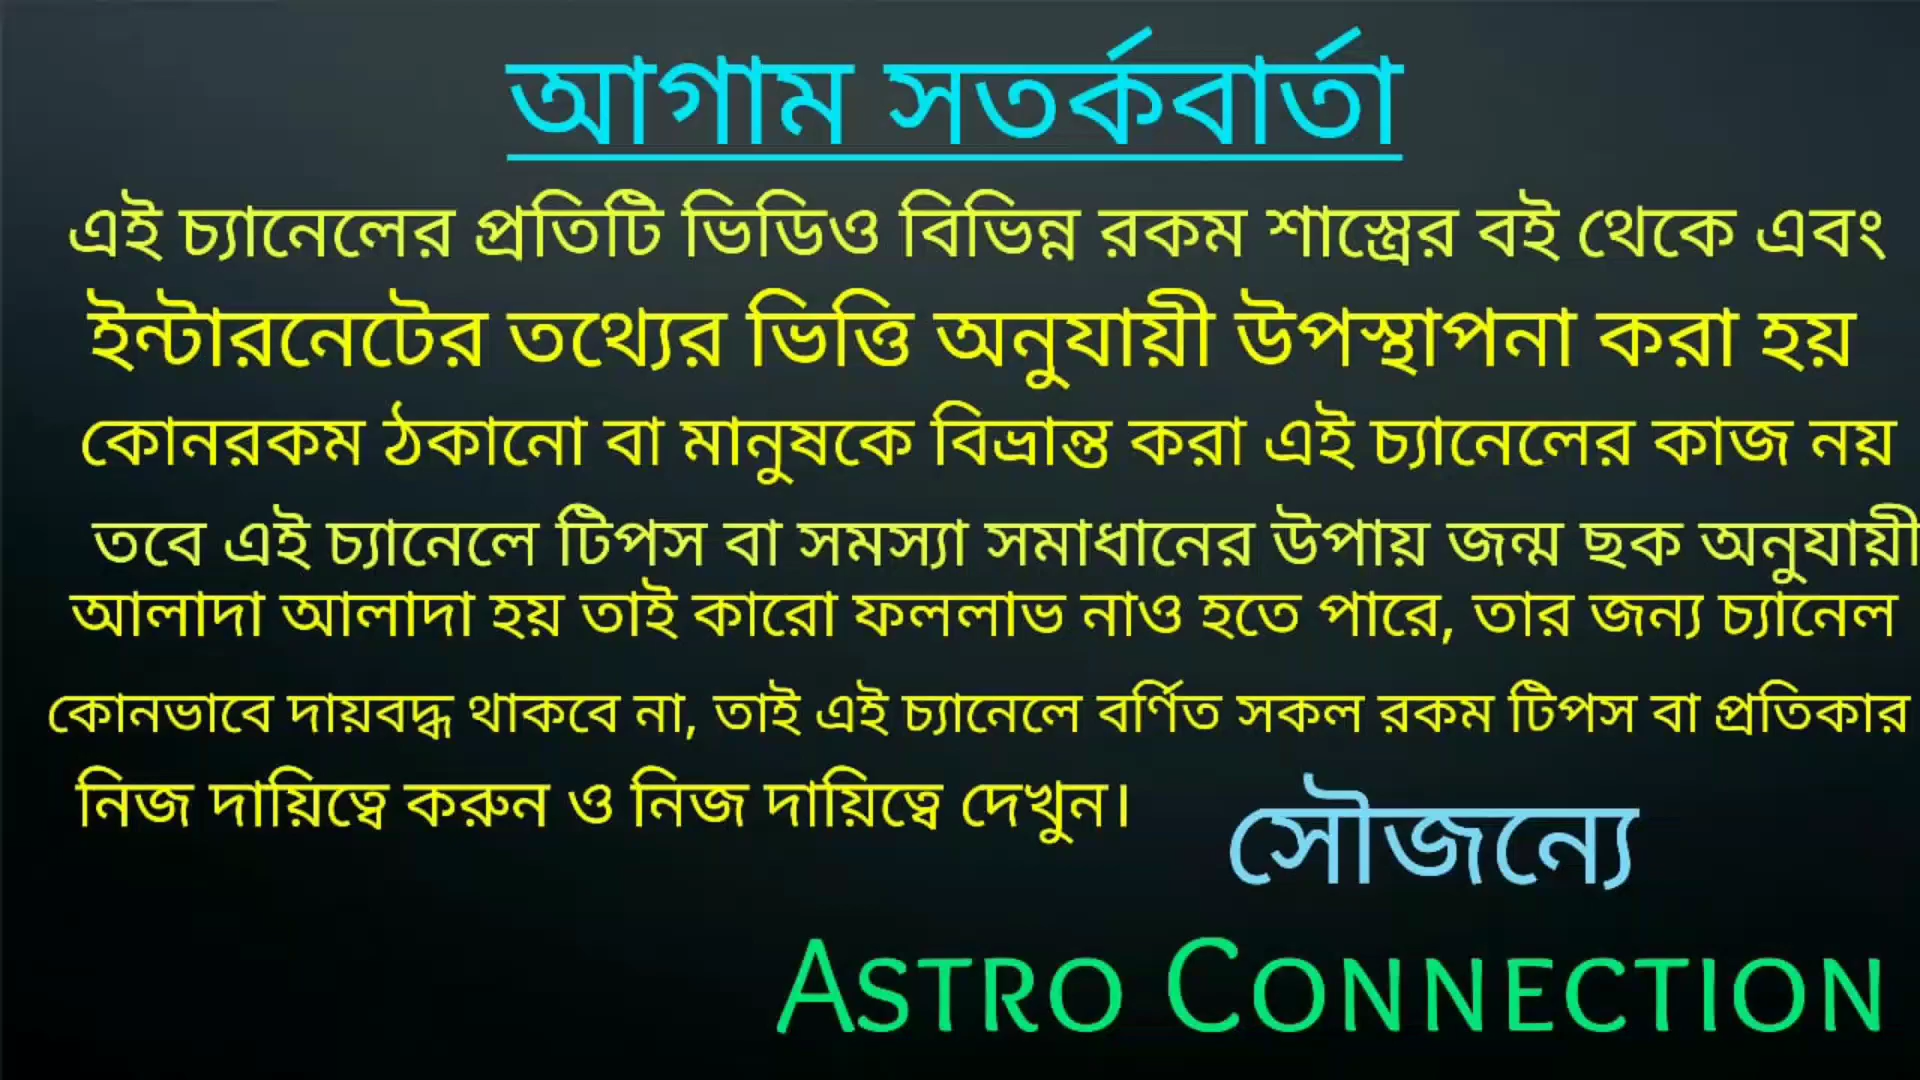 আগাম সতর্কবার্তা
এই চ্যানেলের প্রতিটি ভিডিও বিভিন্ন রকম শাস্ত্রের বই থেকে এবং
ইন্টারনেটের তথ্যের ভিত্তি অনুযায়ী উপস্থাপনা করা হয়
কোনরকম ঠকানো বা মানুষকে বিভ্রান্ত করা এই চ্যানেলের কাজ নয়
তবে এই চ্যানেলে টিপস বা সমস্যা সমাধানের উপায় জন্ম ছক অনুযায়ী
আলাদা আলাদা হয় তাই কারো ফললাভ নাও হতে পারে, তার জন্য চ্যানেল
কোনভাবে দায়বদ্ধ থাকবে না, তাই এই চ্যানেলে বর্ণিত সকল রকম টিপস বা প্রতিকার
নিজ দায়িত্বে করুন ও নিজ দায়িত্বে দেখুন।
সৌজন্যে
ASTRO CONNECTION